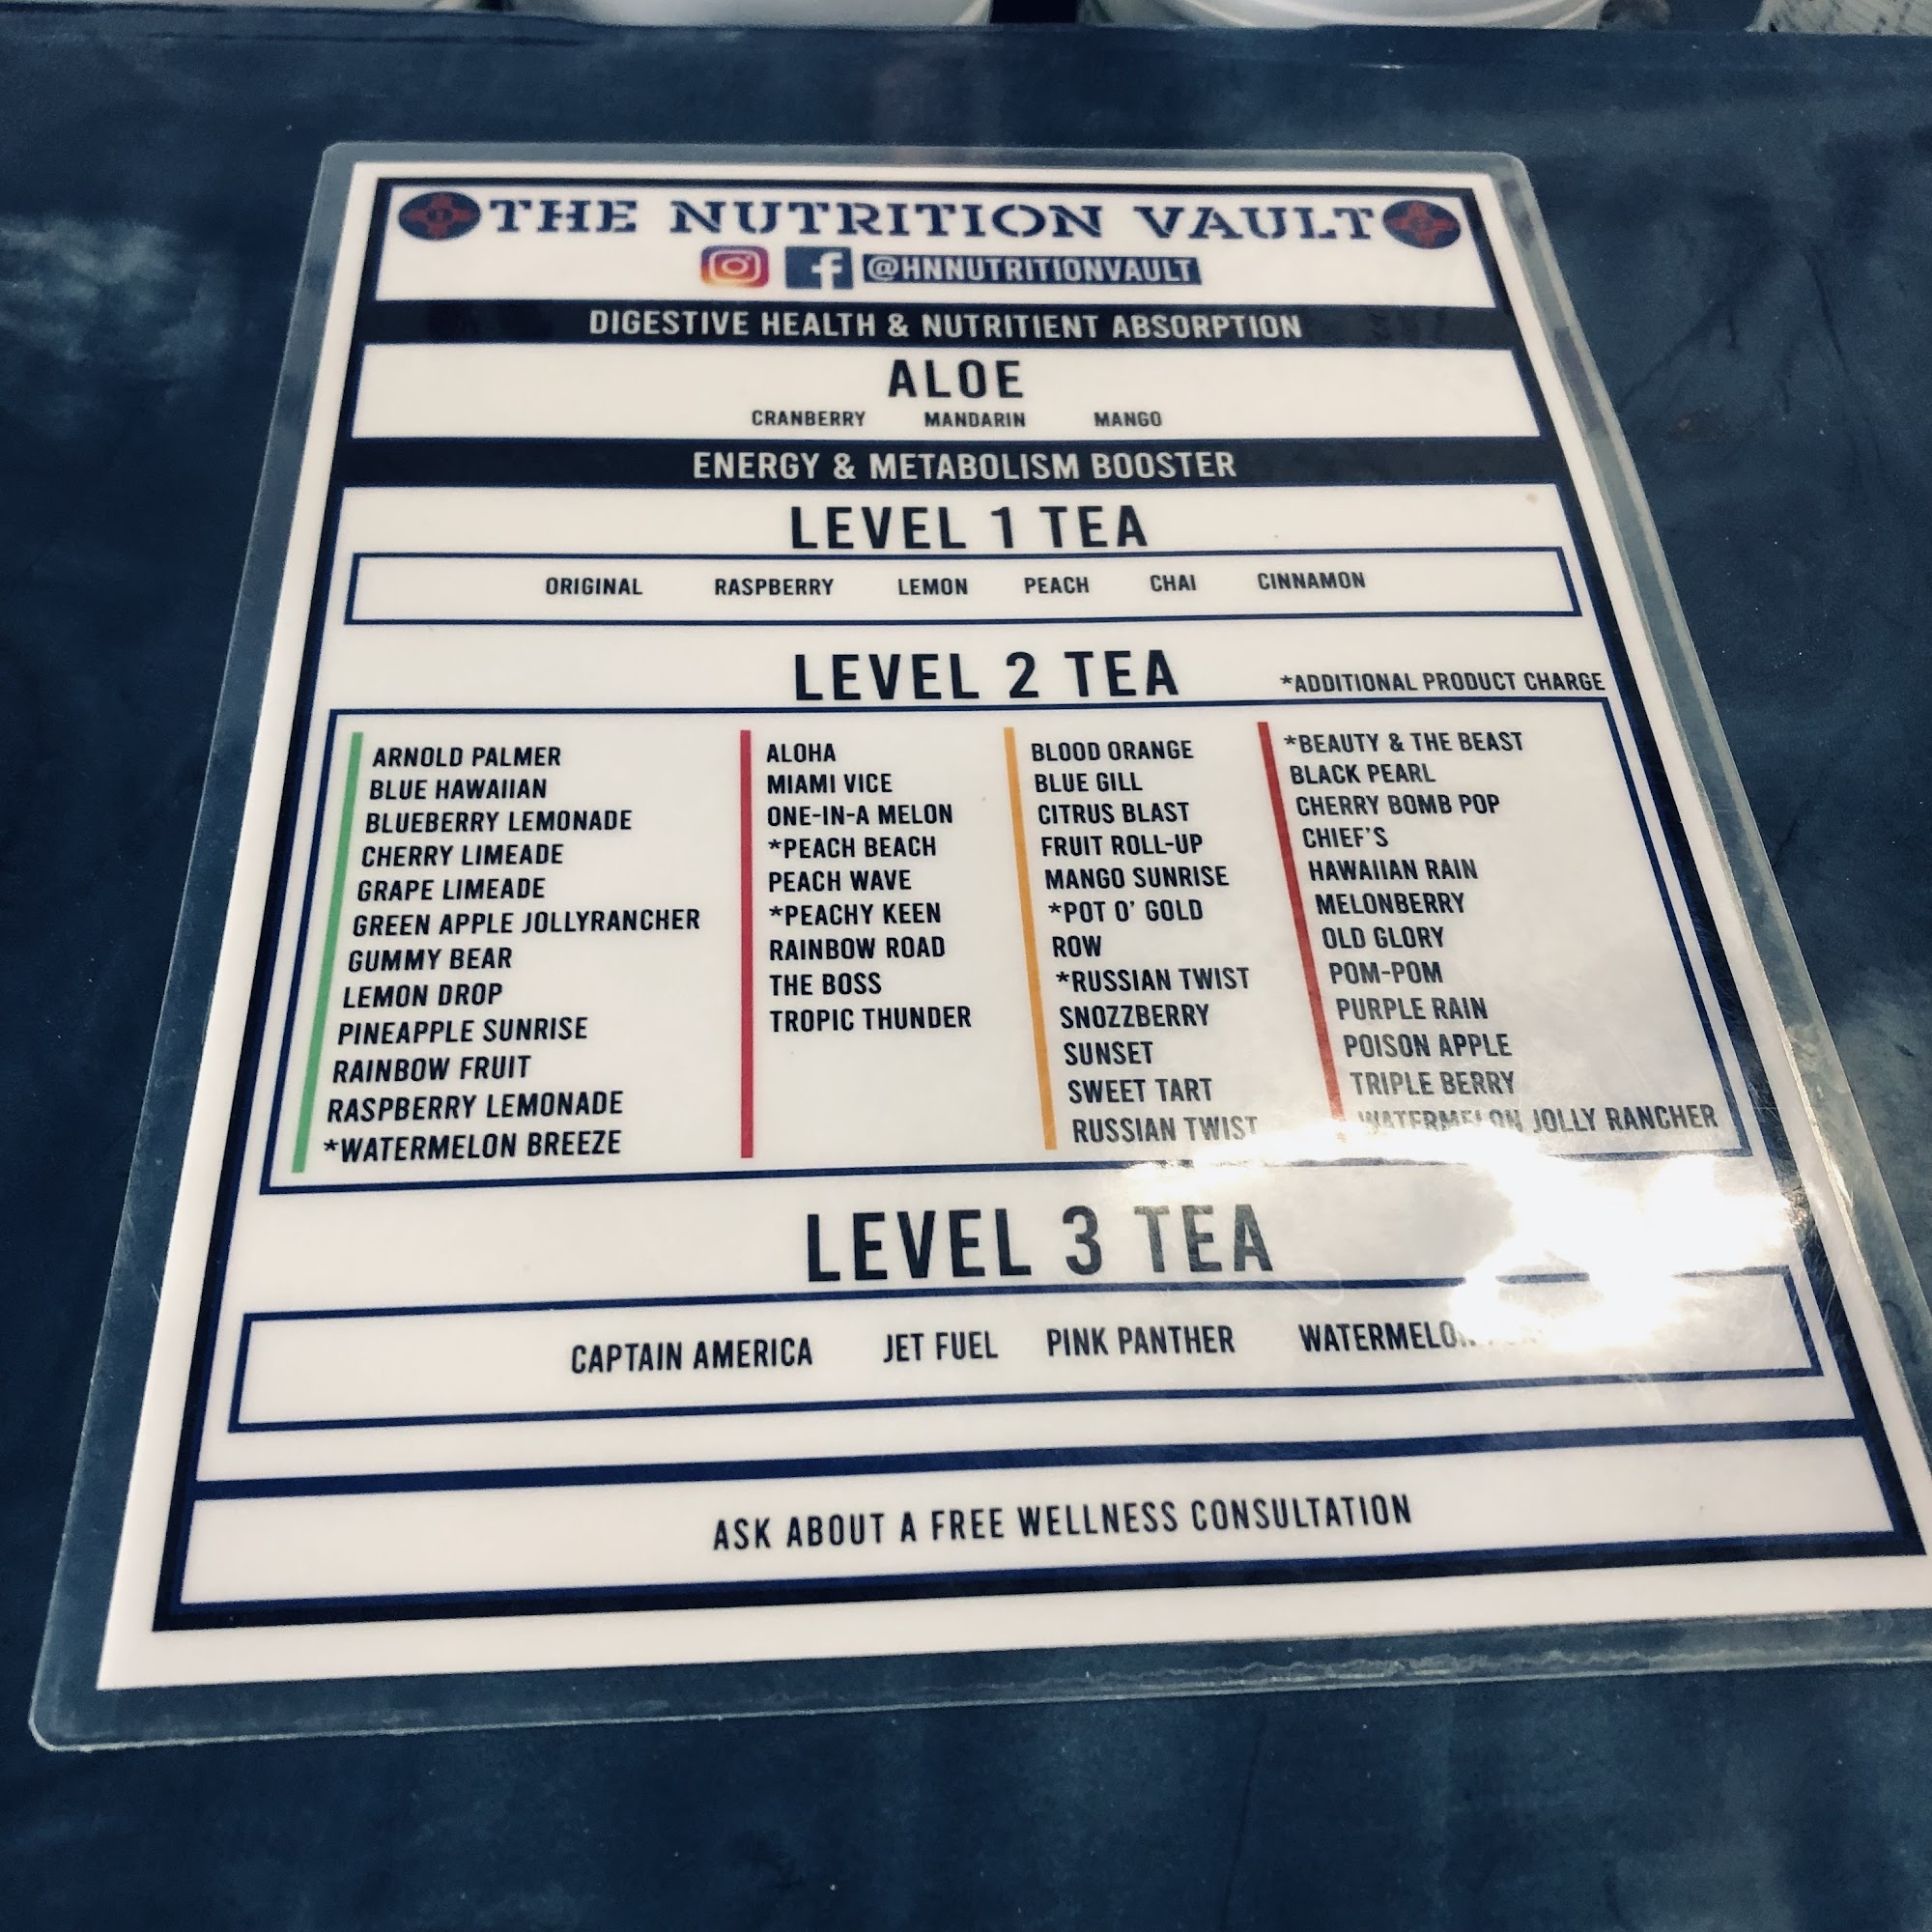 THE NUTRITION VAULT
@HNNUTRITIONVAULT
DIGESTIVE HEALTH & NUTRITIENT ABSORPTION
ALOE
CRANBERRY MANDARIN MANGO
ENERGY & METABOLISM BOOSTER
LEVEL 1 TEA
ORIGINAL RASPBERRY LEMON PEACH CHAI CINNAMON
LEVEL 2 TEA
*ADDITIONAL PRODUCT CHARGE
ARNOLD PALMER
BLUE HAWAIIAN
BLUEBERRY LEMONADE
CHERRY LIMEADE
GRAPE LIMEADE
GREEN APPLE JOLLYRANCHER
GUMMY BEAR
LEMON DROP
PINEAPPLE SUNRISE
RAINBOW FRUIT
RASPBERRY LEMONADE
*WATERMELON BREEZE
ALOHA
MIAMI VICE
ONE-IN-A MELON
*PEACH BEACH
PEACH WAVE
*PEACHY KEEN
RAINBOW ROAD
THE BOSS
TROPIC THUNDER
BLOOD ORANGE
BLUE GILL
CITRUS BLAST
FRUIT ROLL-UP
MANGO SUNRISE
*POT O' GOLD
ROW
*RUSSIAN TWIST
SNOZZBERRY
SUNSET
SWEET TART
RUSSIAN TWIST
*BEAUTY & THE BEAST
BLACK PEARL
CHERRY BOMB POP
CHIEF'S
HAWAIIAN RAIN
MELONBERRY
OLD GLORY
POM-POM
PURPLE RAIN
POISON APPLE
TRIPLE BERRY
WATERMELON JOLLY RANCHER
LEVEL 3 TEA
CAPTAIN AMERICA JET FUEL PINK PANTHER WATERMELON
ASK ABOUT A FREE WELLNESS CONSULTATION